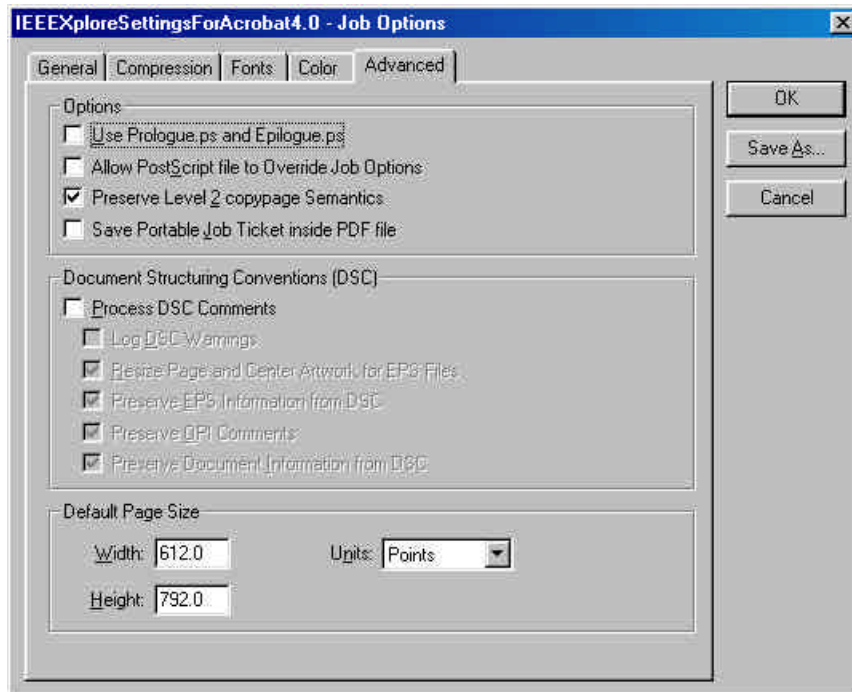 IEEEXploreSettingsForAcrobat4.0 - Job Options
General Compression Fonts Color Advanced
Options
Use Prologue.ps and Epilogue.ps
Allow PostScript file to Override Job Options
Preserve Level 2 copypage Semantics
Save Portable Job Ticket inside PDF file
Document Structuring Conventions (DSC)
Process DSC Comments
Log DSC Warnings
Resize Page and Center Artwork for EPS Files
Preserve EPS Information from DSC
Preserve OPI Comments
Preserve Document Information from DSC
Default Page Size
Width: 612.0 Units: Points
Height: 792.0
OK
Save As...
Cancel